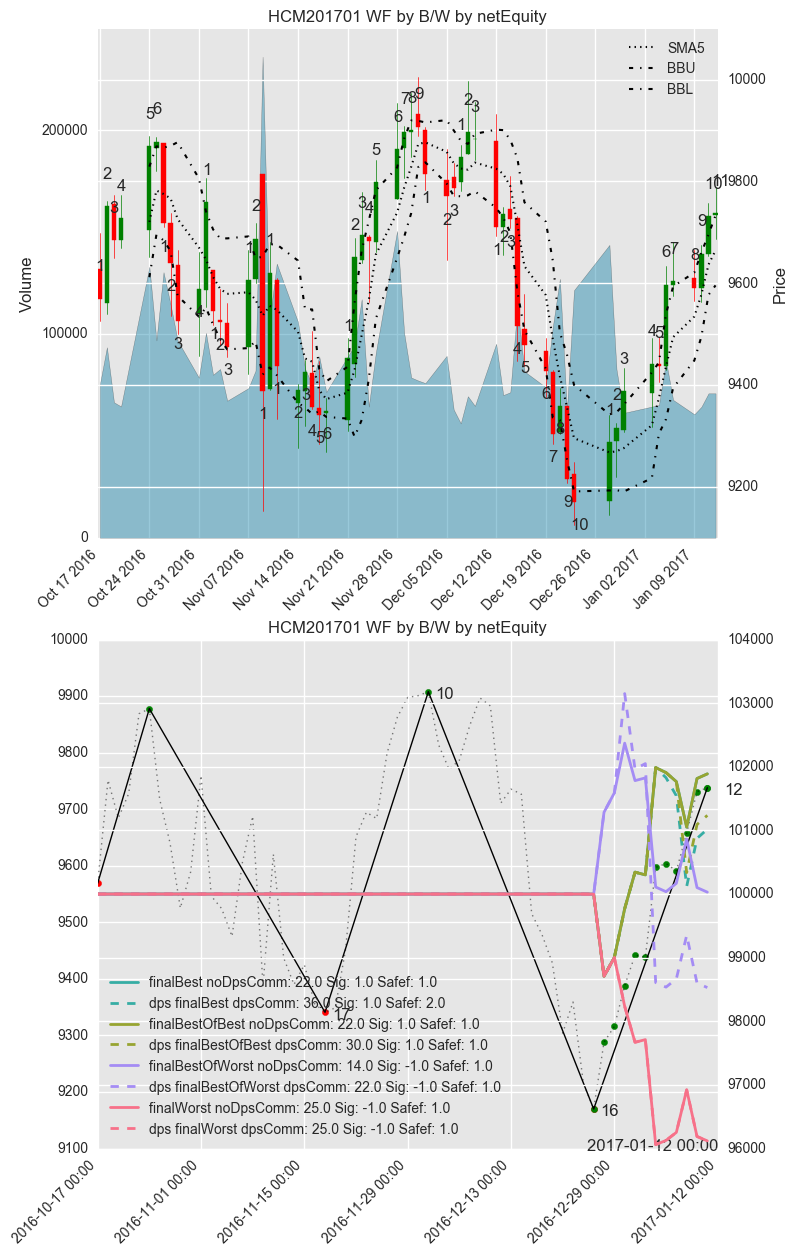 HCM201701 WF by B/W by netEquity
SMA5
BBU
BBL
10000
9800
9600
9400
9200
Price
200000
100000
0
Volume
Oct 17 2016
Oct 24 2016
Oct 31 2016
Nov 07 2016
Nov 14 2016
Nov 21 2016
Nov 28 2016
Dec 05 2016
Dec 12 2016
Dec 19 2016
Dec 26 2016
Jan 02 2017
Jan 09 2017
HCM201701 WF by B/W by netEquity
10000
9900
9800
9700
9600
9500
9400
9300
9200
9100
104000
103000
102000
101000
100000
99000
98000
97000
96000
10
12
17
16
finalBest noDpsComm: 22.0 Sig: 1.0 Safef: 1.0
dps finalBest dpsComm: 36.0 Sig: 1.0 Safef: 2.0
finalBestOfBest noDpsComm: 22.0 Sig: 1.0 Safef: 1.0
dps finalBestOfBest dpsComm: 30.0 Sig: 1.0 Safef: 1.0
finalBestOfWorst noDpsComm: 14.0 Sig: -1.0 Safef: 1.0
dps finalBestOfWorst dpsComm: 22.0 Sig: -1.0 Safef: 1.0
finalWorst noDpsComm: 25.0 Sig: -1.0 Safef: 1.0
dps finalWorst dpsComm: 25.0 Sig: -1.0 Safef: 1.0
2017-01-12 00:00
2016-10-17 00:00
2016-11-01 00:00
2016-11-15 00:00
2016-11-29 00:00
2016-12-13 00:00
2016-12-29 00:00
2017-01-12 00:00